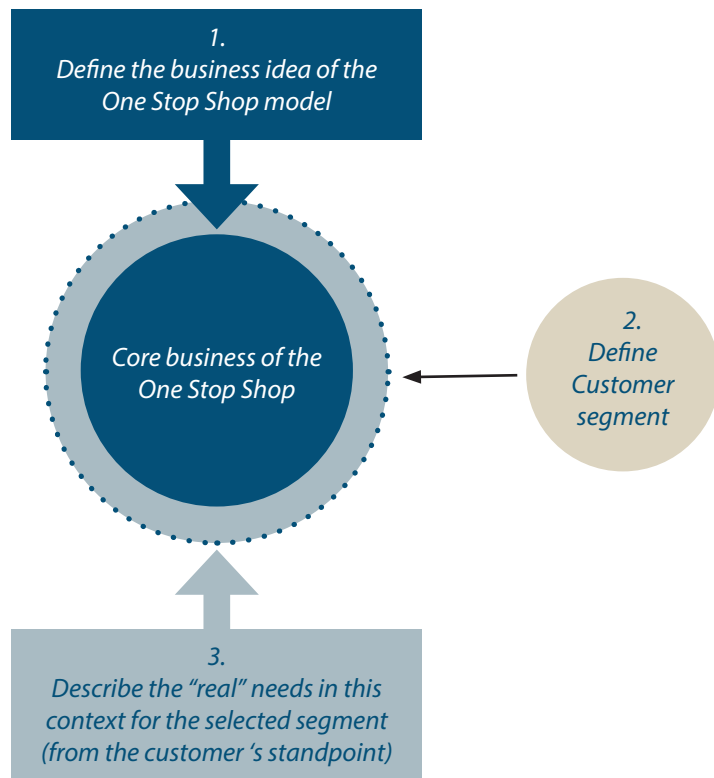 1.
Define the business idea of the
One Stop Shop model
Core business of the
One Stop Shop
2.
Define
Customer
segment
3.
Describe the “real” needs in this
context for the selected segment
(from the customer ‘s standpoint)